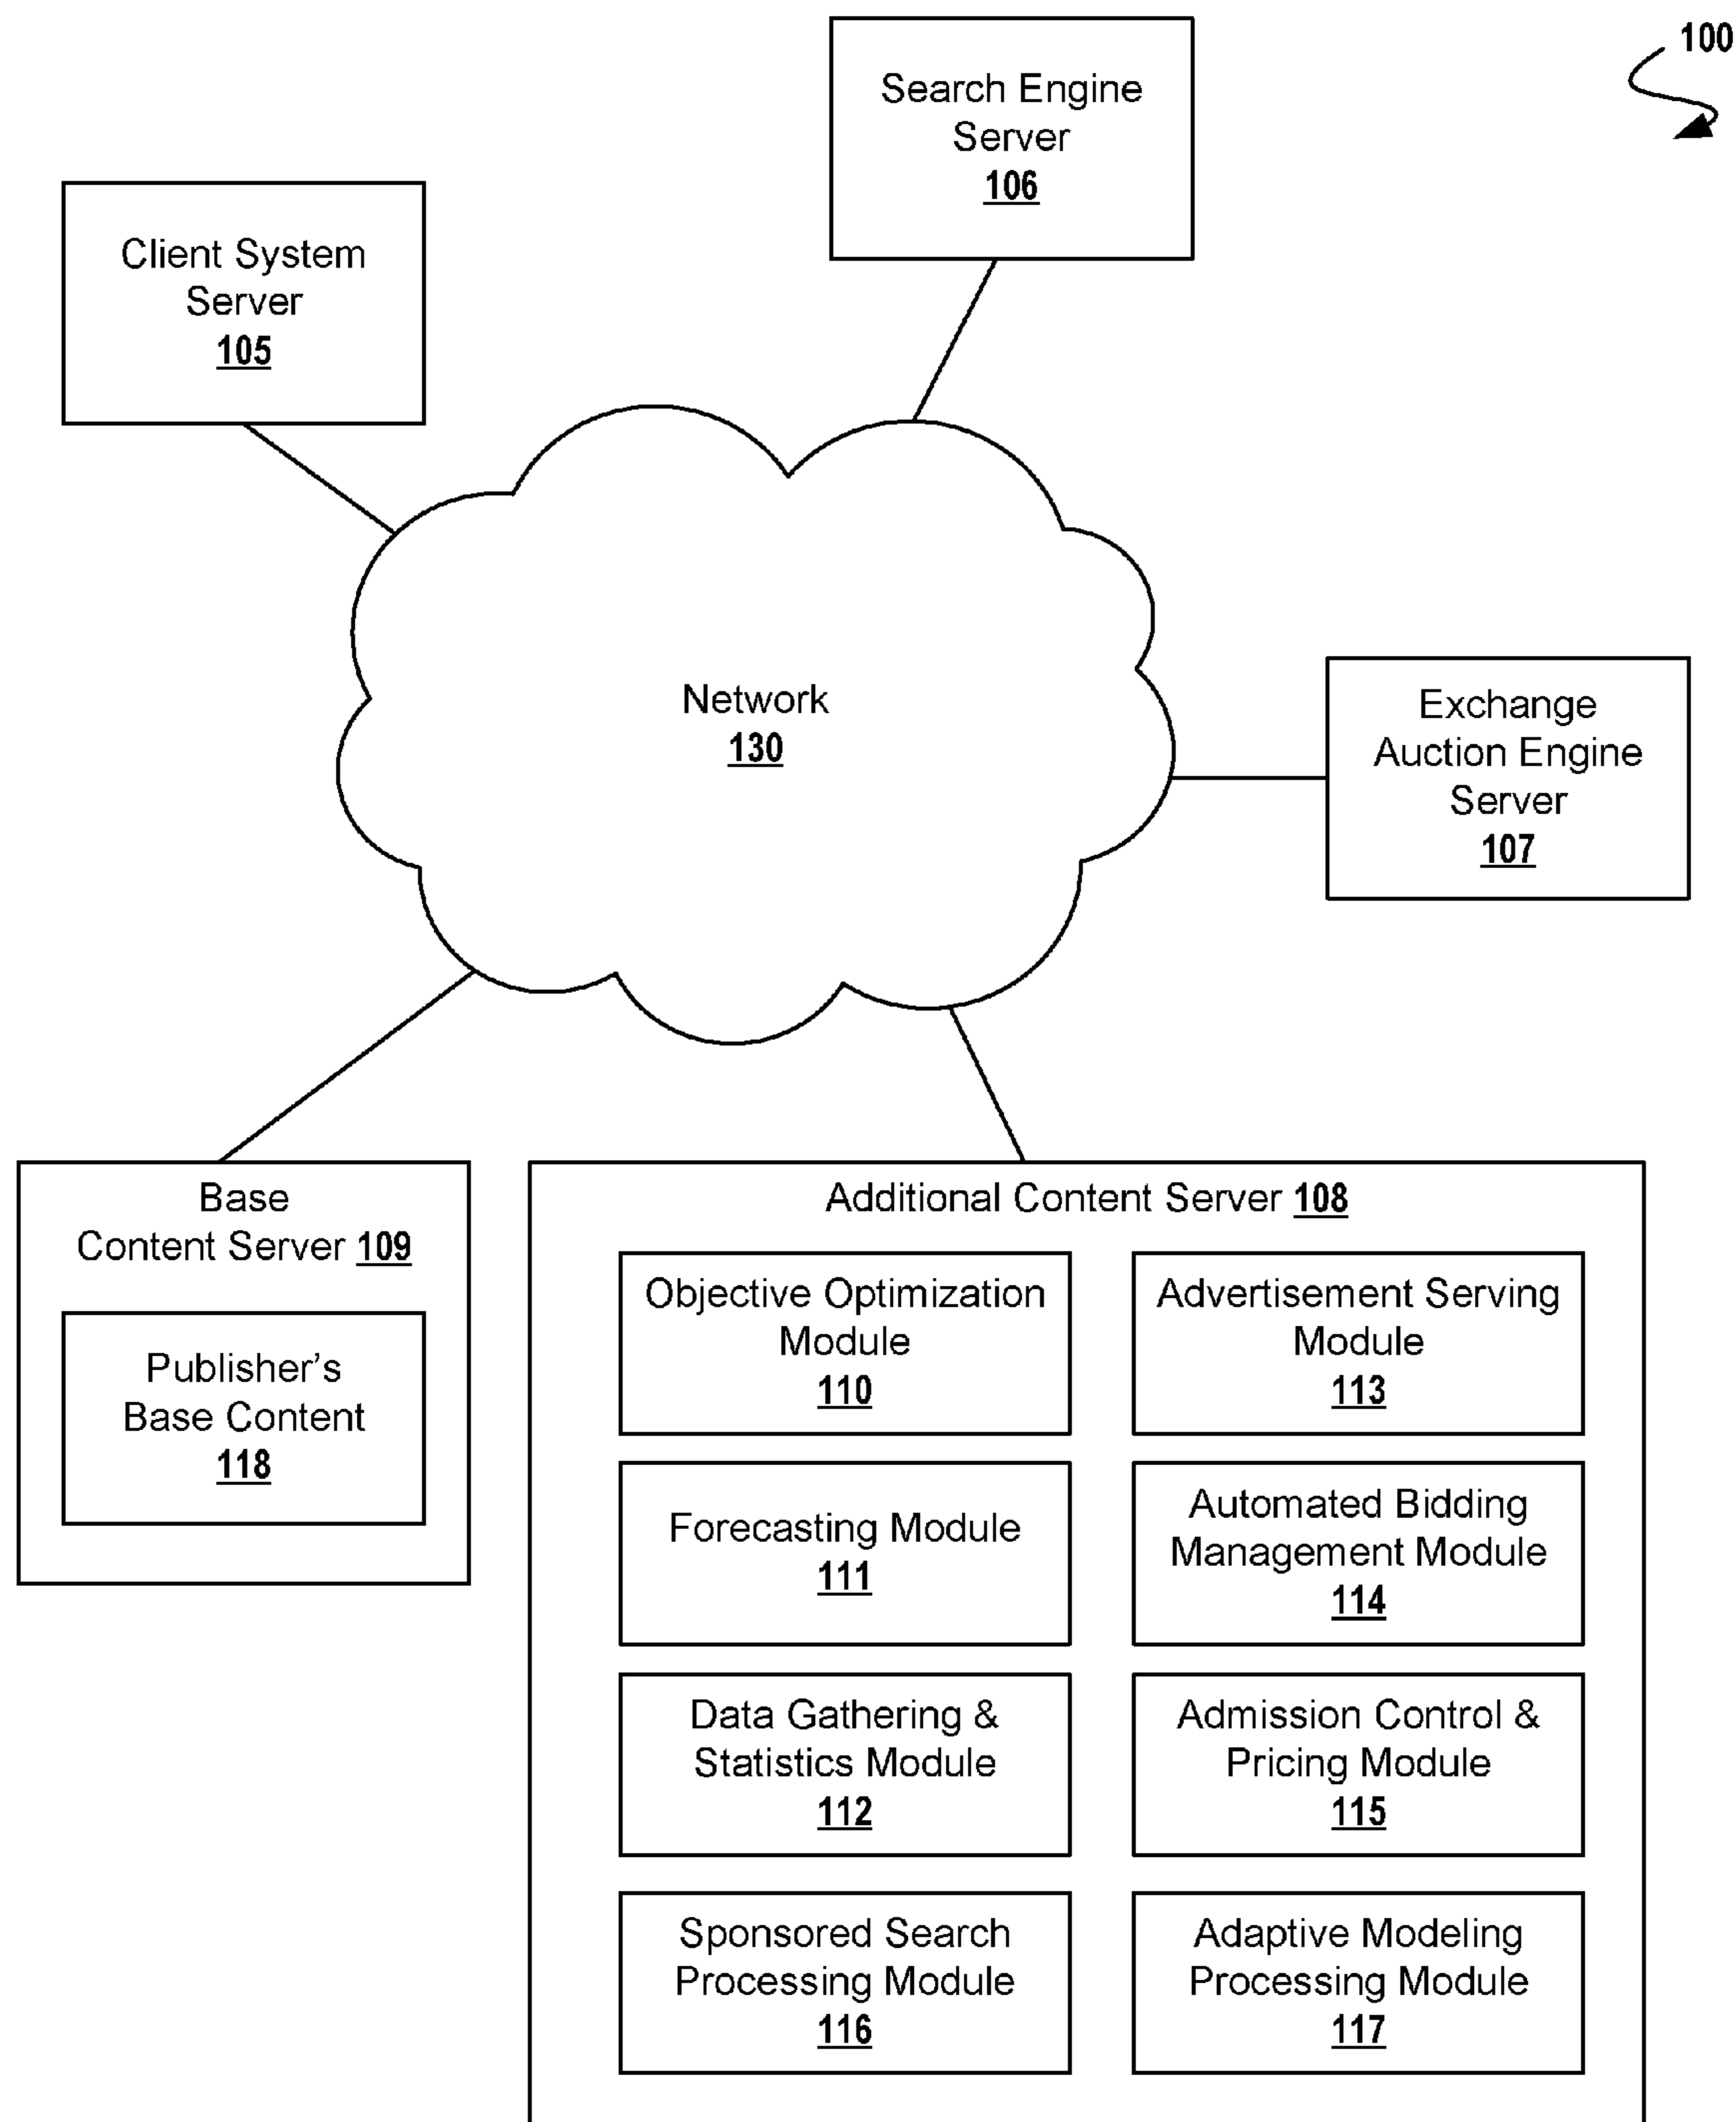 100
Search Engine
Server
106
Client System
Server
105
Network
130
Exchange
Auction Engine
Server
107
Base
Content Server 109
Publisher's
Base Content
118
Additional Content Server 108
Objective Optimization
Module
110
Advertisement Serving
Module
113
Forecasting Module
111
Automated Bidding
Management Module
114
Data Gathering &
Statistics Module
112
Admission Control &
Pricing Module
115
Sponsored Search
Processing Module
116
Adaptive Modeling
Processing Module
117